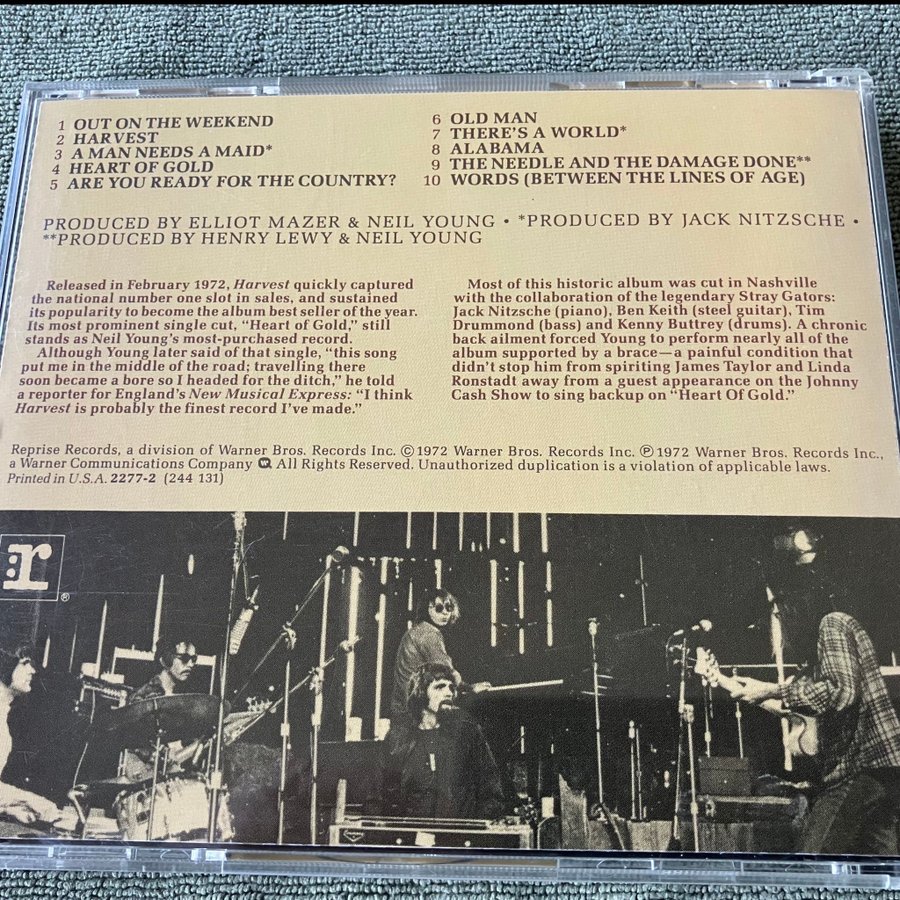 1 OUT ON THE WEEKEND
2 HARVEST
3 A MAN NEEDS A MAID*
4 HEART OF GOLD
5 ARE YOU READY FOR THE COUNTRY?
6 OLD MAN
7 THERE'S A WORLD*
8 ALABAMA
9 THE NEEDLE AND THE DAMAGE DONE**
10 WORDS (BETWEEN THE LINES OF AGE)
PRODUCED BY ELLIOT MAZER & NEIL YOUNG • *PRODUCED BY JACK NITZSCHE •
**PRODUCED BY HENRY LEWY & NEIL YOUNG
Released in February 1972, Harvest quickly captured
the national number one slot in sales, and sustained
its popularity to become the album best seller of the year.
Its most prominent single cut, "Heart of Gold," still
stands as Neil Young's most-purchased record.
Although Young later said of that single, "this song
put me in the middle of the road; travelling there
soon became a bore so I headed for the ditch," he told
a reporter for England's New Musical Express: "I think
Harvest is probably the finest record I've made."
Most of this historic album was cut in Nashville
with the collaboration of the legendary Stray Gators:
Jack Nitzsche (piano), Ben Keith (steel guitar), Tim
Drummond (bass) and Kenny Buttrey (drums). A chronic
back ailment forced Young to perform nearly all of the
album supported by a brace—a painful condition that
didn't stop him from spiriting James Taylor and Linda
Ronstadt away from a guest appearance on the Johnny
Cash Show to sing backup on "Heart Of Gold."
Reprise Records, a division of Warner Bros. Records Inc. Ⓒ1972 Warner Bros. Records Inc. Ⓟ1972 Warner Bros. Records Inc.,
a Warner Communications Company All Rights Reserved. Unauthorized duplication is a violation of applicable laws.
Printed in U.S.A. 2277-2 (244 131)
:r ®